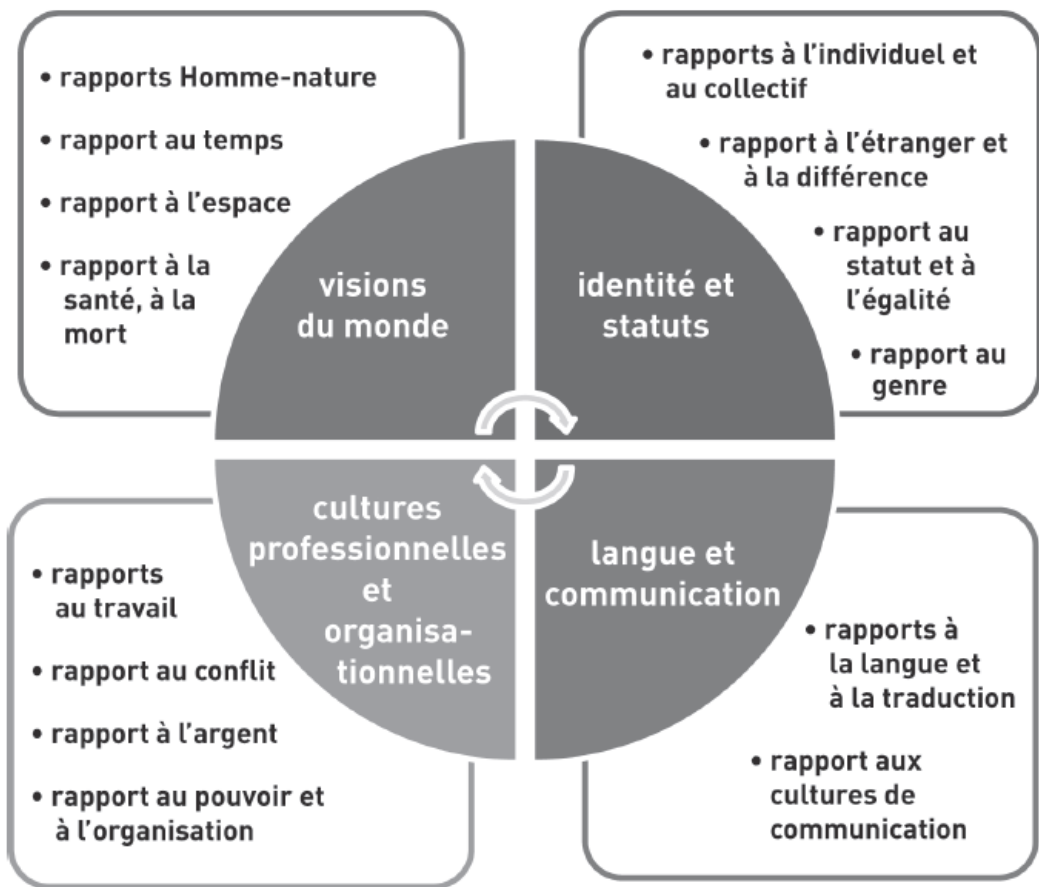 • rapports Homme-nature
• rapport au temps
• rapport à l'espace
• rapport à la
santé, à la
mort
visions
du monde
• rapports à l'individuel et
au collectif
• rapport à l'étranger et
à la différence
• rapport au
statut et à
l'égalité
• rapport au
genre
identité et
statuts
cultures
professionnelles
et
organisa-
tionnelles
• rapports
au travail
• rapport au conflit
• rapport à l'argent
• rapport au pouvoir et
à l'organisation
langue et
communication
• rapports à
la langue et
à la traduction
• rapport aux
cultures de
communication